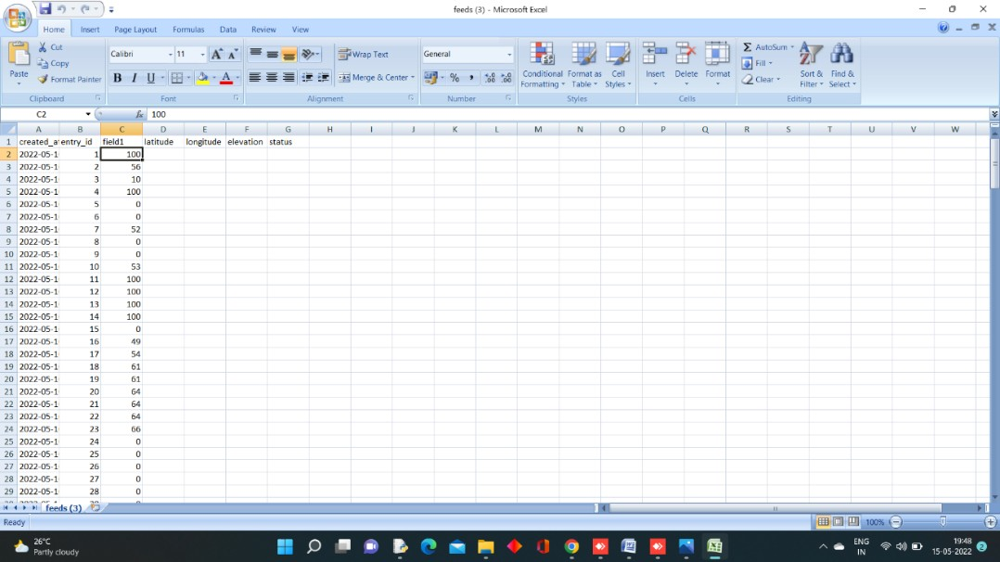 feeds (3) - Microsoft Excel
Home Insert Page Layout Formulas Data Review View
Cut
Copy
Format Painter
Paste
Clipboard
Calibri 11
B I U
Font
Wrap Text
Merge & Center
Alignment
General
Number
Conditional Formatting
Format as Table
Cell Styles
Styles
Insert Delete Format
Cells
AutoSum
Fill
Clear
Sort & Filter
Find & Select
Editing
C2 fx 100
A B C D E F G H I J K L M N O P Q R S T U V W
1 created_a entry_id field1 latitude longitude elevation status
2 2022-05-1 1 100
3 2022-05-1 2 56
4 2022-05-1 3 10
5 2022-05-1 4 100
6 2022-05-1 5 0
7 2022-05-1 6 0
8 2022-05-1 7 52
9 2022-05-1 8 0
10 2022-05-1 9 0
11 2022-05-1 10 53
12 2022-05-1 11 100
13 2022-05-1 12 100
14 2022-05-1 13 100
15 2022-05-1 14 100
16 2022-05-1 15 0
17 2022-05-1 16 49
18 2022-05-1 17 54
19 2022-05-1 18 61
20 2022-05-1 19 61
21 2022-05-1 20 64
22 2022-05-1 21 64
23 2022-05-1 22 64
24 2022-05-1 23 66
25 2022-05-1 24 0
26 2022-05-1 25 0
27 2022-05-1 26 0
28 2022-05-1 27 0
29 2022-05-1 28 0
feeds (3)
Ready 100%
26°C
Partly cloudy
ENG
IN
19:48
15-05-2022
2